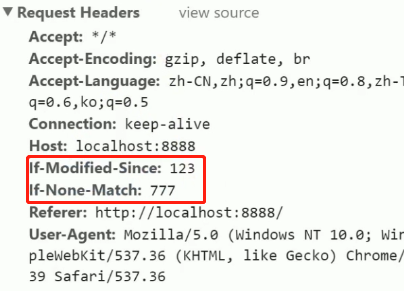 ▼ Request Headers view source
Accept: */*
Accept-Encoding: gzip, deflate, br
Accept-Language: zh-CN,zh;q=0.9,en;q=0.8,zh-T
q=0.6,ko;q=0.5
Connection: keep-alive
Host: localhost:8888
If-Modified-Since: 123
If-None-Match: 777
Referer: http://localhost:8888/
User-Agent: Mozilla/5.0 (Windows NT 10.0; Win
pleWebKit/537.36 (KHTML, like Gecko) Chrome/
39 Safari/537.36